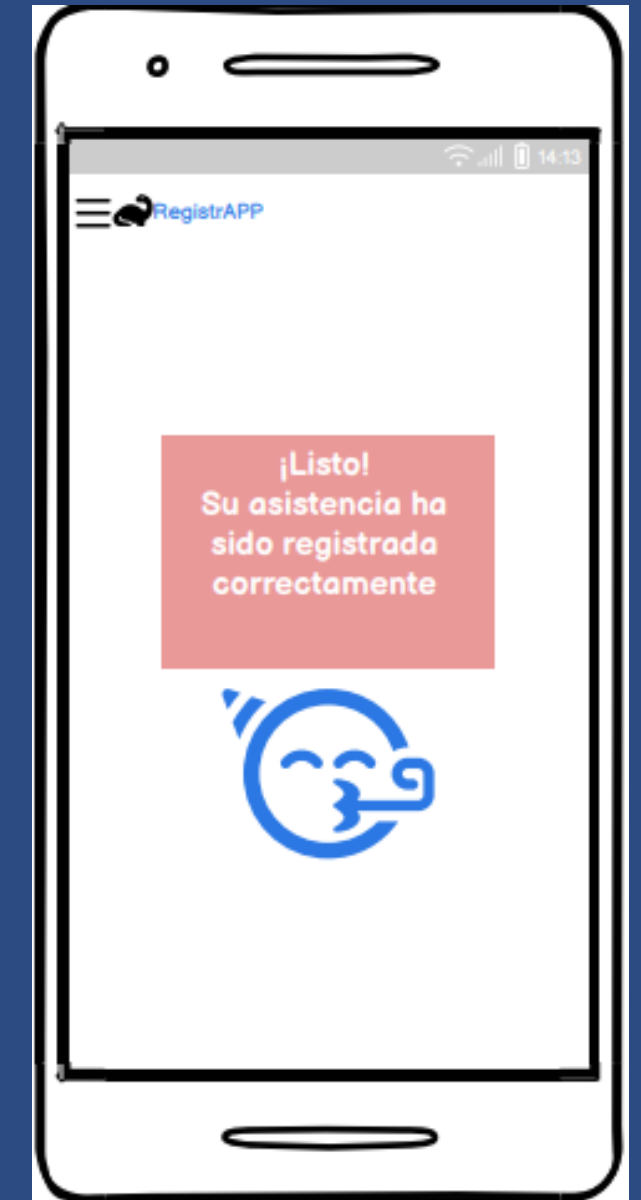 14:13
RegistrAPP
¡Listo!
Su asistencia ha
sido registrada
correctamente